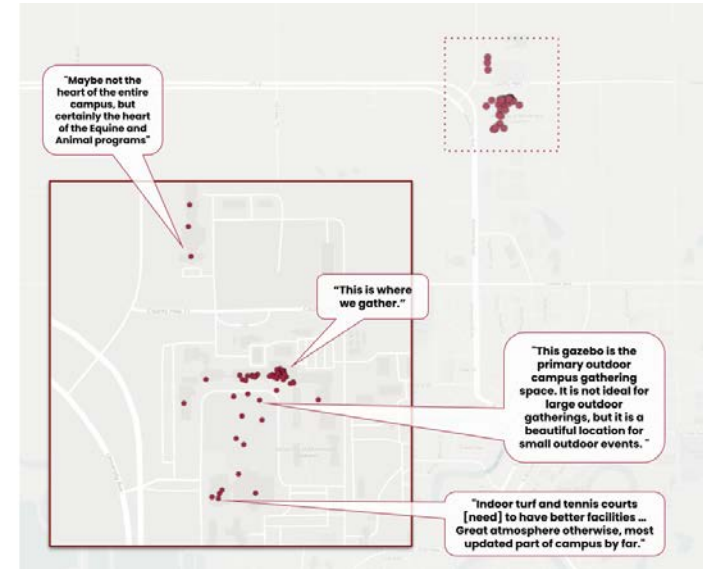 "Maybe not the
heart of the entire
campus, but
certainly the heart
of the Equine and
Animal programs"
"This is where
we gather."
"This gazebo is the
primary outdoor
campus gathering
space. It is not ideal for
large outdoor
gatherings, but it is a
beautiful location for
small outdoor events. "
"Indoor turf and tennis courts
[need] to have better facilities ...
Great atmosphere otherwise, most
updated part of campus by far."